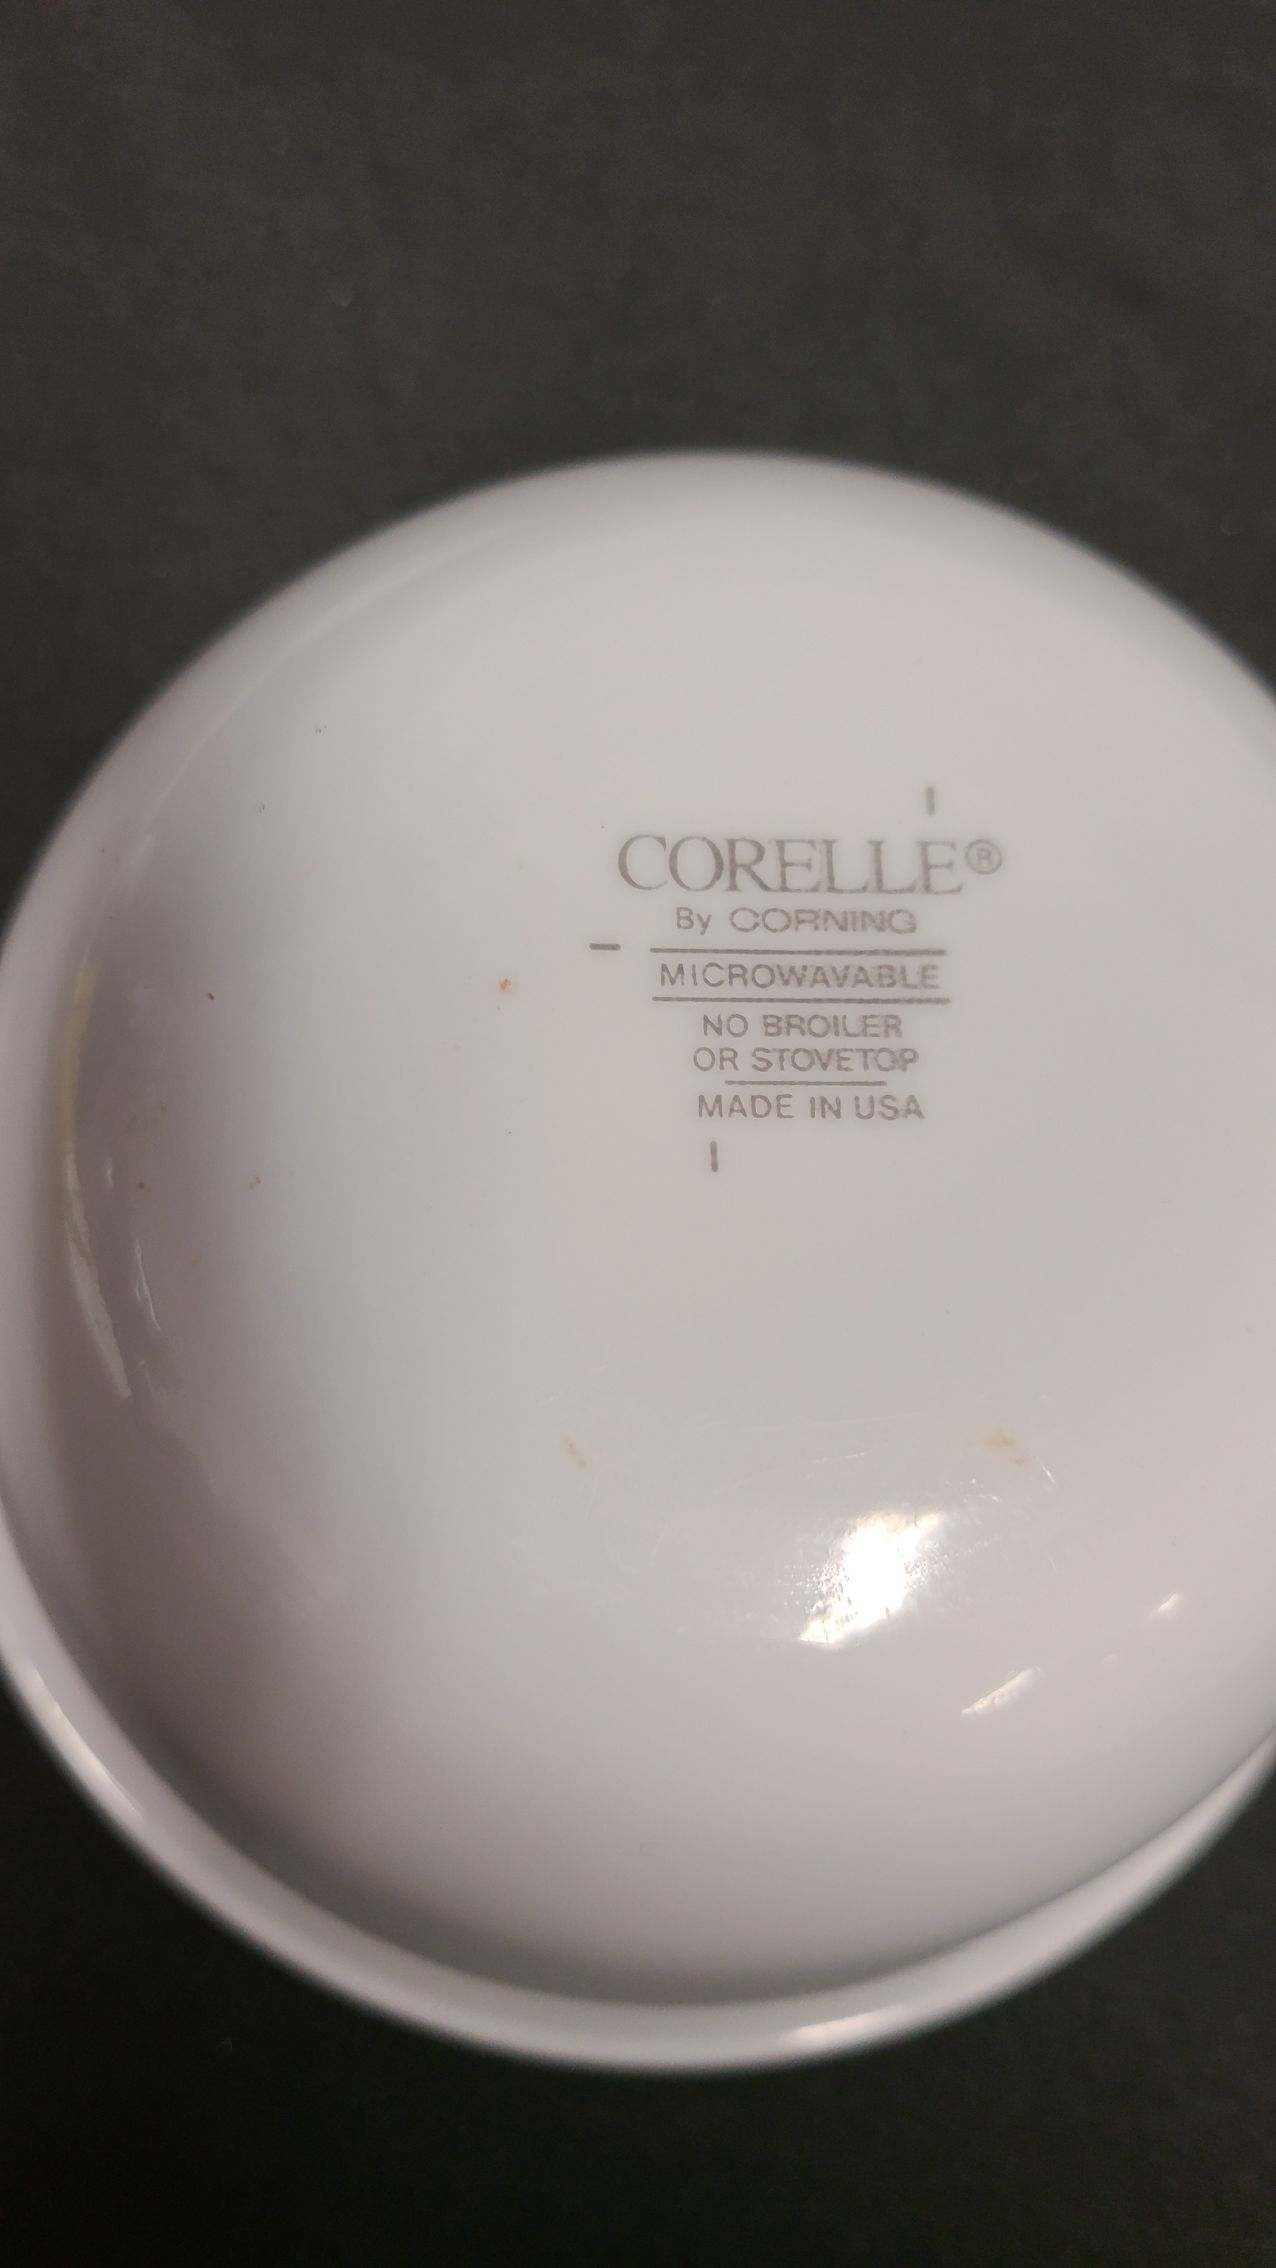 CORELLE®
By CORNING
MICROWAVABLE
NO BROILER
OR STOVETOP
MADE IN USA